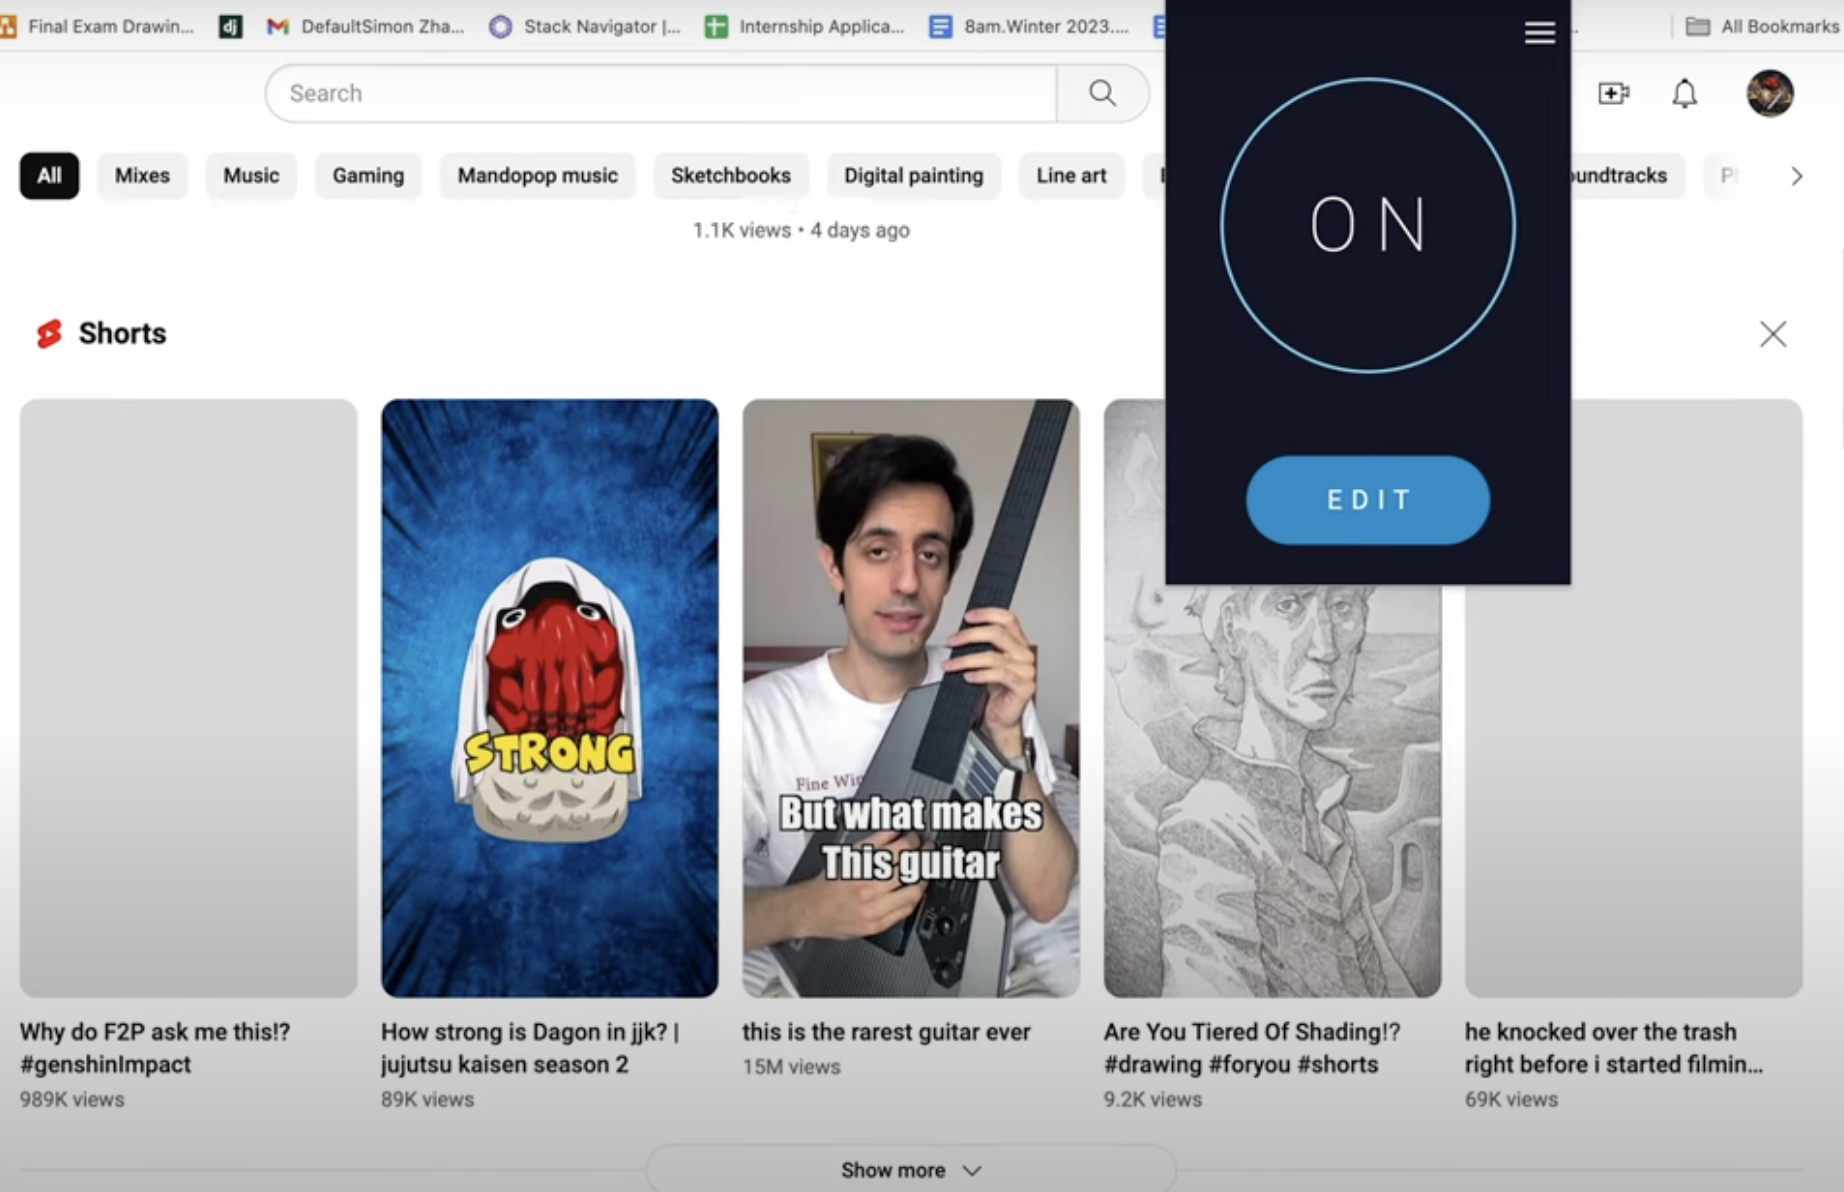 Final Exam Drawin...
dj
DefaultSimon Zha...
Stack Navigator |...
Internship Applica...
8am.Winter 2023....
All Bookmarks
Search
All
Mixes
Music
Gaming
Mandopop music
Sketchbooks
Digital painting
Line art
oundtracks
1.1K views • 4 days ago
ON
EDIT
Shorts
STRONG
Fine Win
But what makes
This guitar
Why do F2P ask me this!?
#genshinImpact
989K views
How strong is Dagon in jjk? |
jujutsu kaisen season 2
89K views
this is the rarest guitar ever
15M views
Are You Tiered Of Shading!?
#drawing #foryou #shorts
9.2K views
he knocked over the trash
right before i started filmin...
69K views
Show more